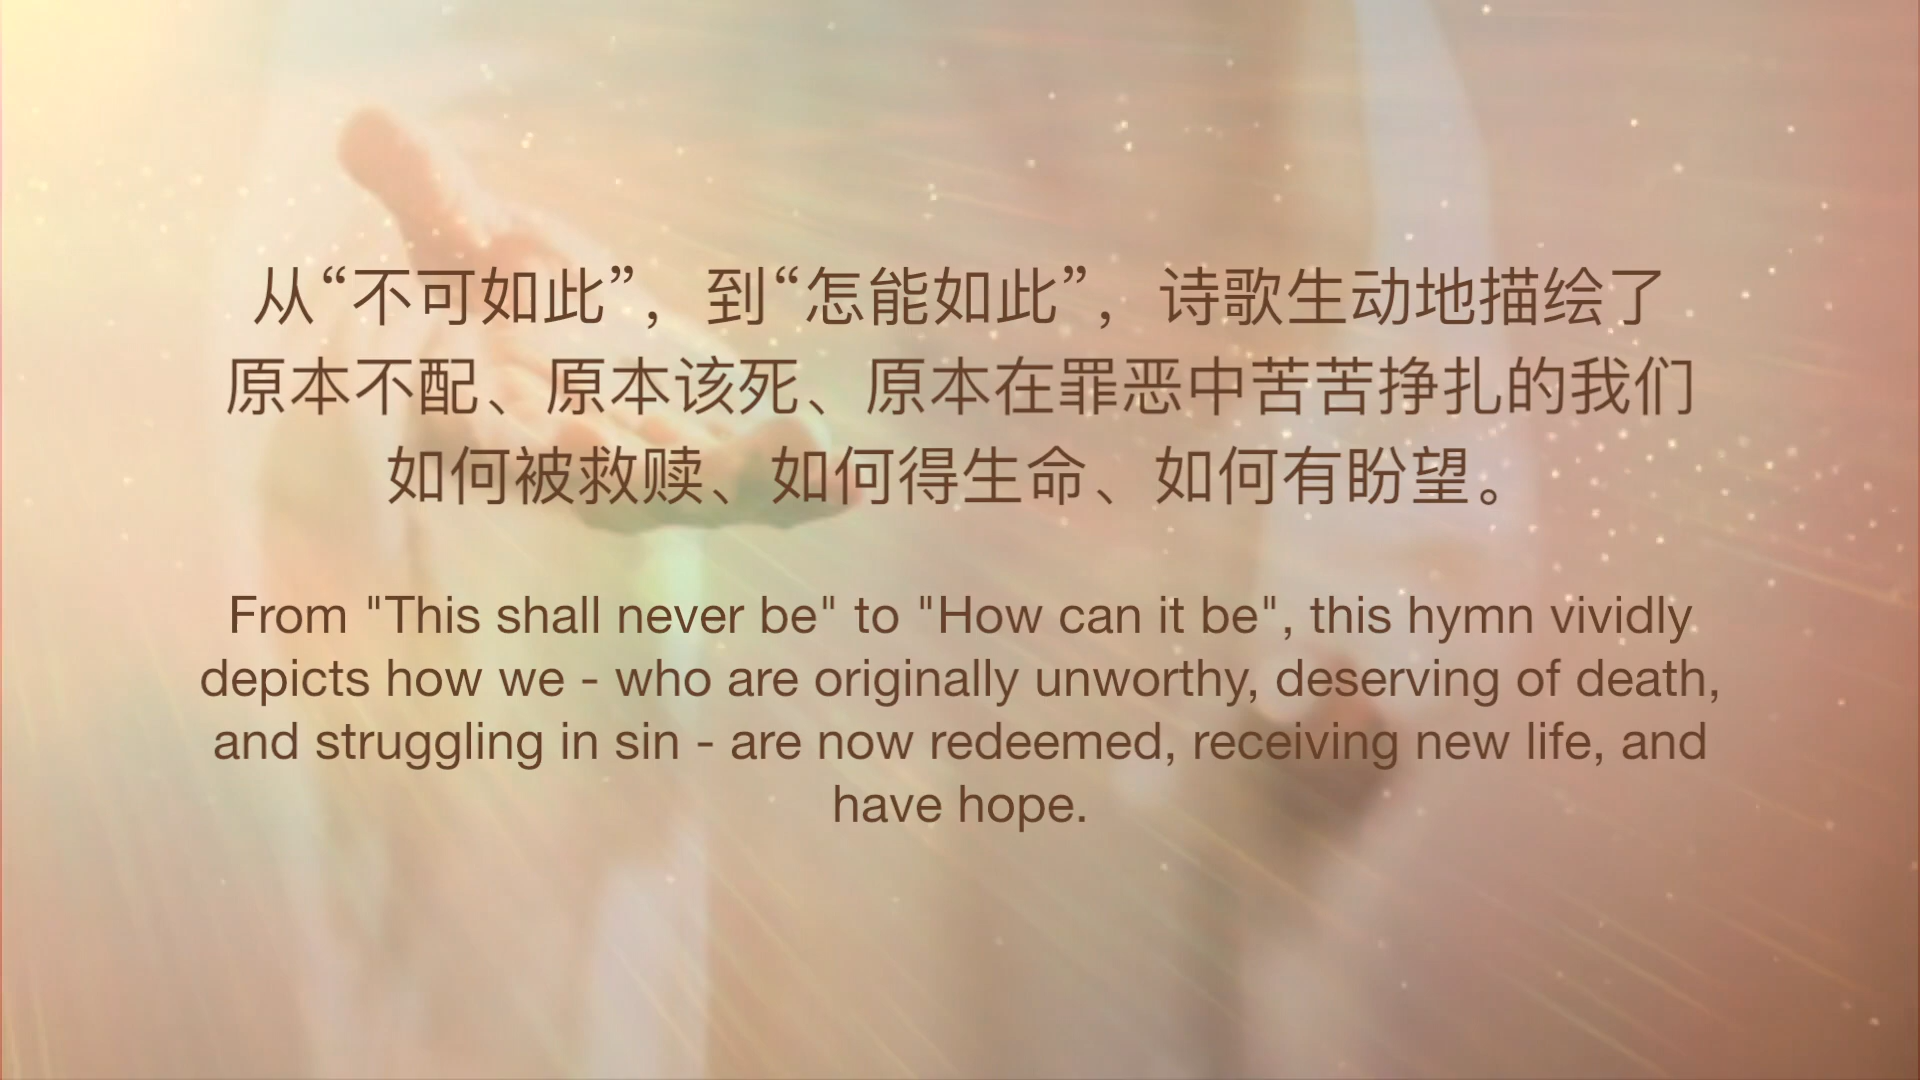 从“不可如此”，到“怎能如此”，诗歌生动地描绘了
原本不配、原本该死、原本在罪恶中苦苦挣扎的我们
如何被救赎、如何得生命、如何有盼望。
From "This shall never be" to "How can it be", this hymn vividly
depicts how we - who are originally unworthy, deserving of death,
and struggling in sin - are now redeemed, receiving new life, and
have hope.